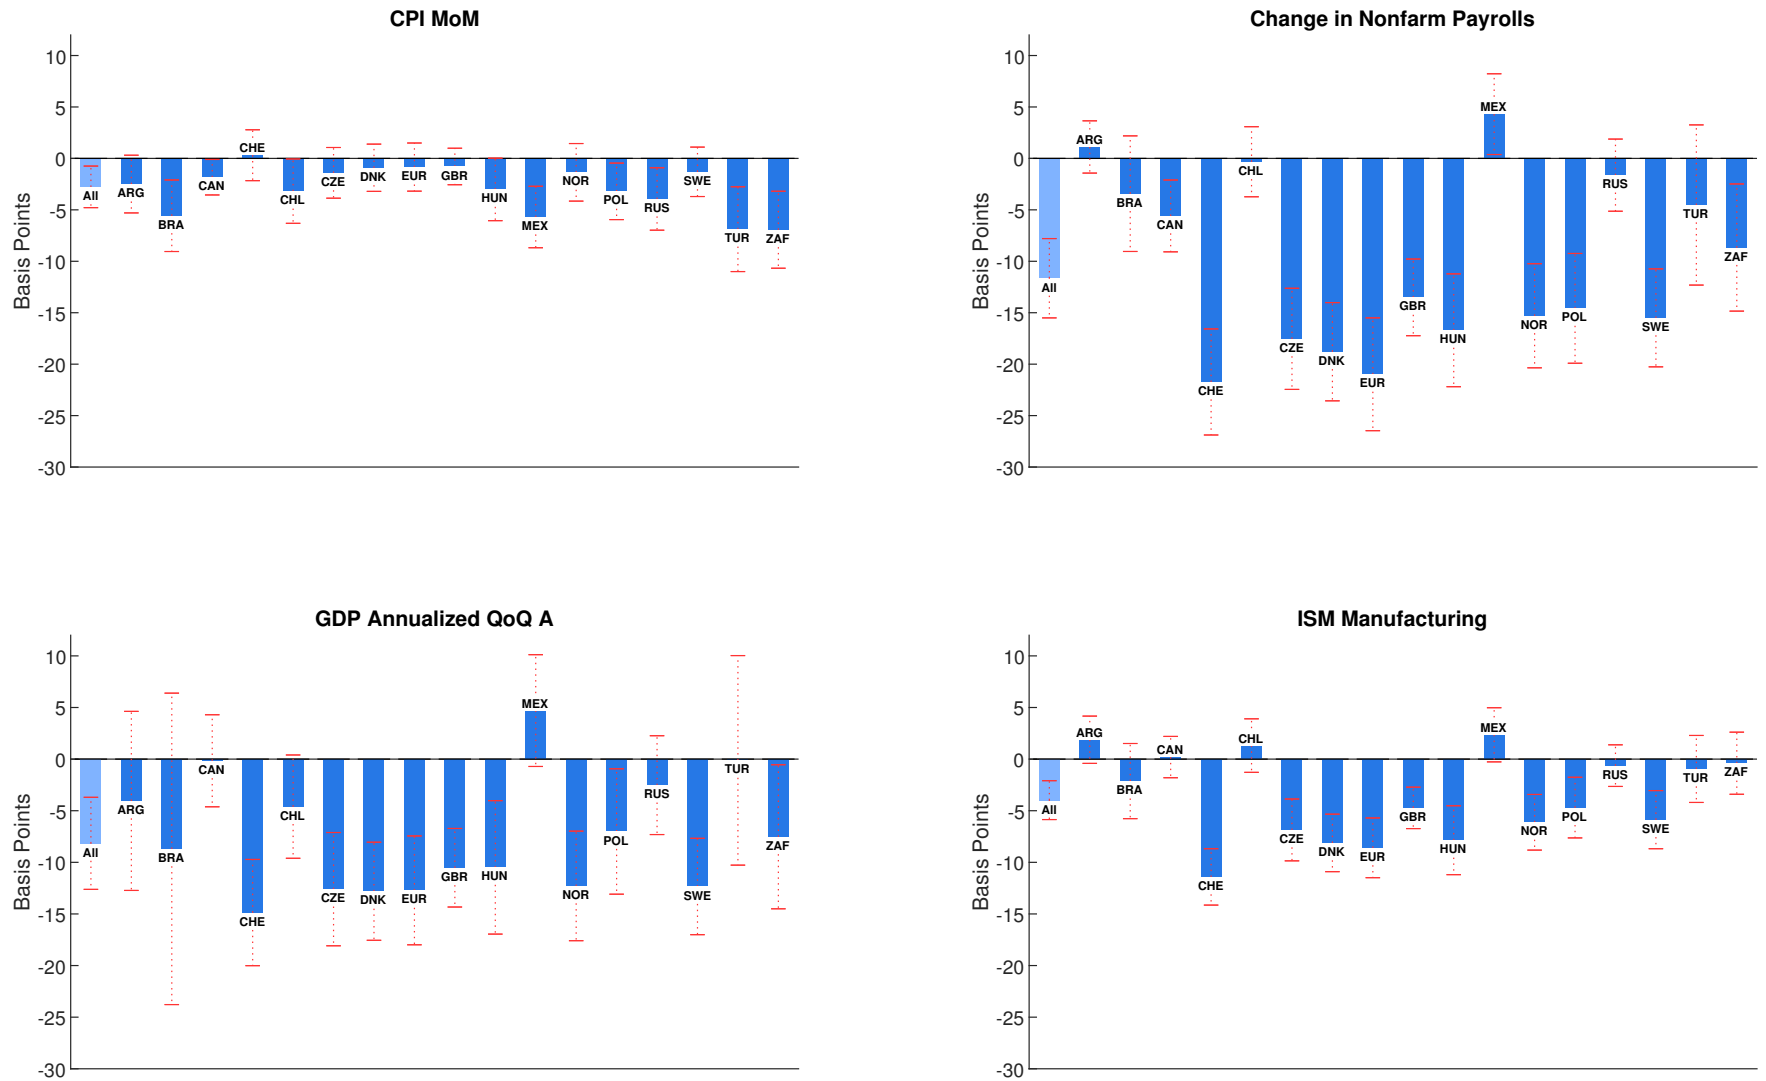 CPI MoM
10
5
0
-5
-10
-15
-20
-25
-30
Basis Points
All
ARG
BRA
CAN
CHE
CHL
CZE
DNK
EUR
GBR
HUN
MEX
NOR
POL
RUS
SWE
TUR
ZAF
Change in Nonfarm Payrolls
10
5
0
-5
-10
-15
-20
-25
-30
Basis Points
All
ARG
BRA
CAN
CHE
CHL
CZE
DNK
EUR
GBR
HUN
MEX
NOR
POL
RUS
SWE
TUR
ZAF
GDP Annualized QoQ A
10
5
0
-5
-10
-15
-20
-25
-30
Basis Points
All
ARG
BRA
CAN
CHE
CHL
CZE
DNK
EUR
GBR
HUN
MEX
NOR
POL
RUS
SWE
TUR
ZAF
ISM Manufacturing
10
5
0
-5
-10
-15
-20
-25
-30
Basis Points
All
ARG
BRA
CAN
CHE
CHL
CZE
DNK
EUR
GBR
HUN
MEX
NOR
POL
RUS
SWE
TUR
ZAF